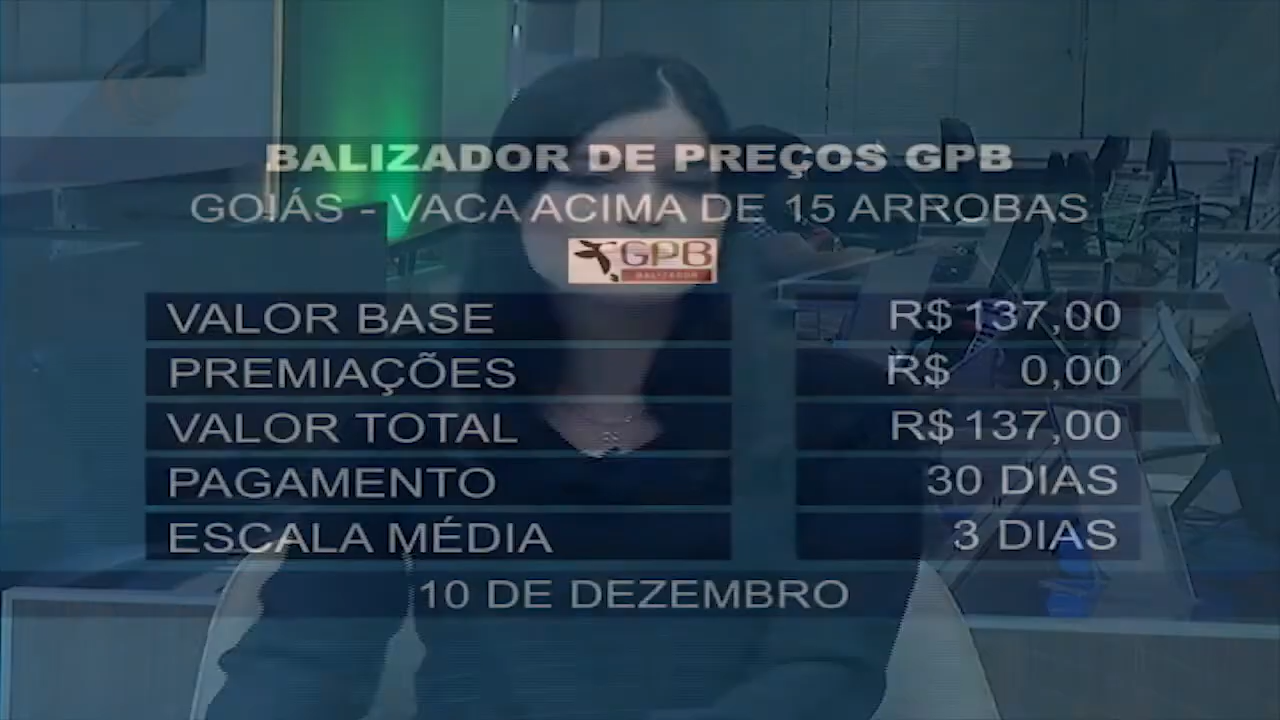 BALIZADOR DE PREÇOS GPB
GOIÁS - VACA ACIMA DE 15 ARROBAS
GPB
BALIZADOR
VALOR BASE R$ 137,00
PREMIAÇÕES R$ 0,00
VALOR TOTAL R$ 137,00
PAGAMENTO 30 DIAS
ESCALA MÉDIA 3 DIAS
10 DE DEZEMBRO